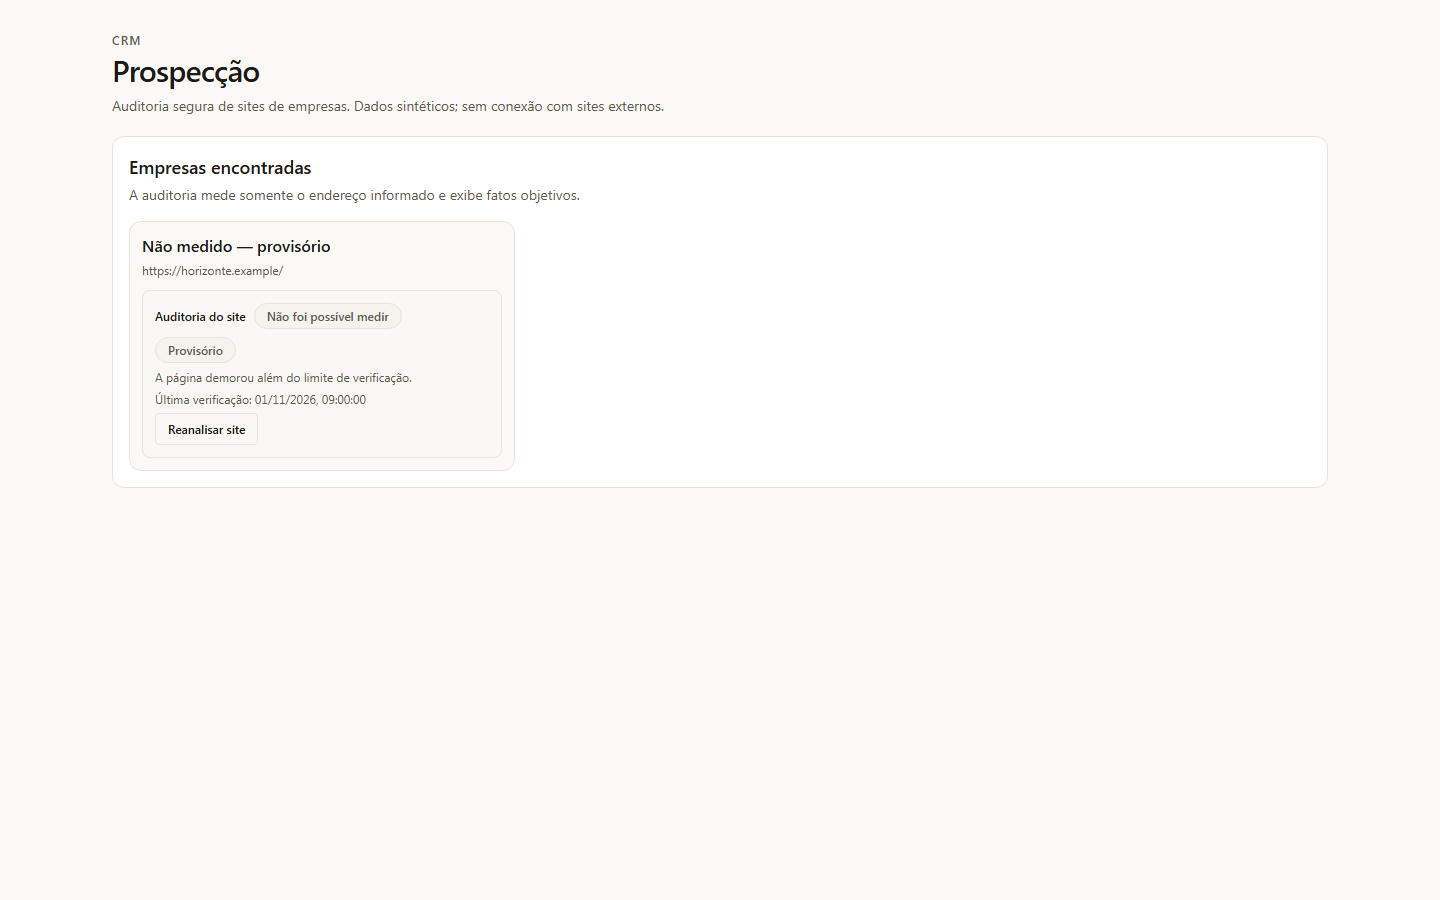 CRM
Prospecção
Auditoria segura de sites de empresas. Dados sintéticos; sem conexão com sites externos.
Empresas encontradas
A auditoria mede somente o endereço informado e exibe fatos objetivos.
Não medido — provisório
https://horizonte.example/
Auditoria do site Não foi possível medir
Provisório
A página demorou além do limite de verificação.
Última verificação: 01/11/2026, 09:00:00
Reanalisar site